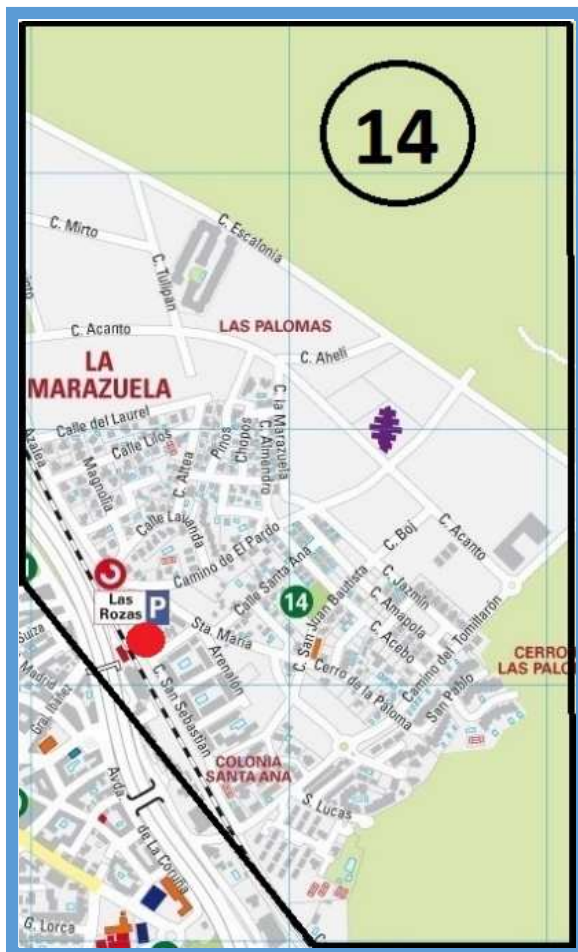 14
C. Escalonia
C. Mirto
C. Tulipan
LAS PALOMAS
C. Acanto
C. Aheli
LA
MARAZUELA
Calle del Laurel
C. la Marazuela
Azalea
Calle Lilos
Pinos
Chopos
C. Almendro
Magnolia
C. Altea
Calle Lavanda
C. Acanto
C. Boj
Camino de El Pardo
Calle Santa Ana
C. Jazmín
Las
Rozas
P
14
C. San Juan Bautista
C. Amapola
Camino del Tomillarón
Suiza
Sta. María
C. Acebo
CERRO
LAS PALO
Madrid
Arenalón
Cerro de la Paloma
San Pablo
Gral. Ibáñez
C. San Sebastián
COLONIA
SANTA ANA
Avda.
de La Coruña
S. Lucas
G. Lorca
C.